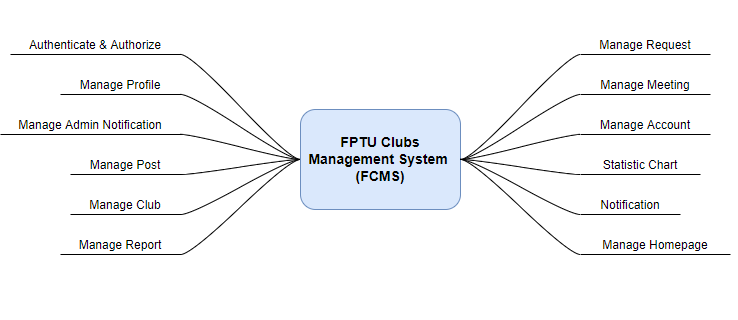 Authenticate & Authorize
Manage Profile
Manage Admin Notification
Manage Post
Manage Club
Manage Report
FPTU Clubs
Management System
(FCMS)
Manage Request
Manage Meeting
Manage Account
Statistic Chart
Notification
Manage Homepage